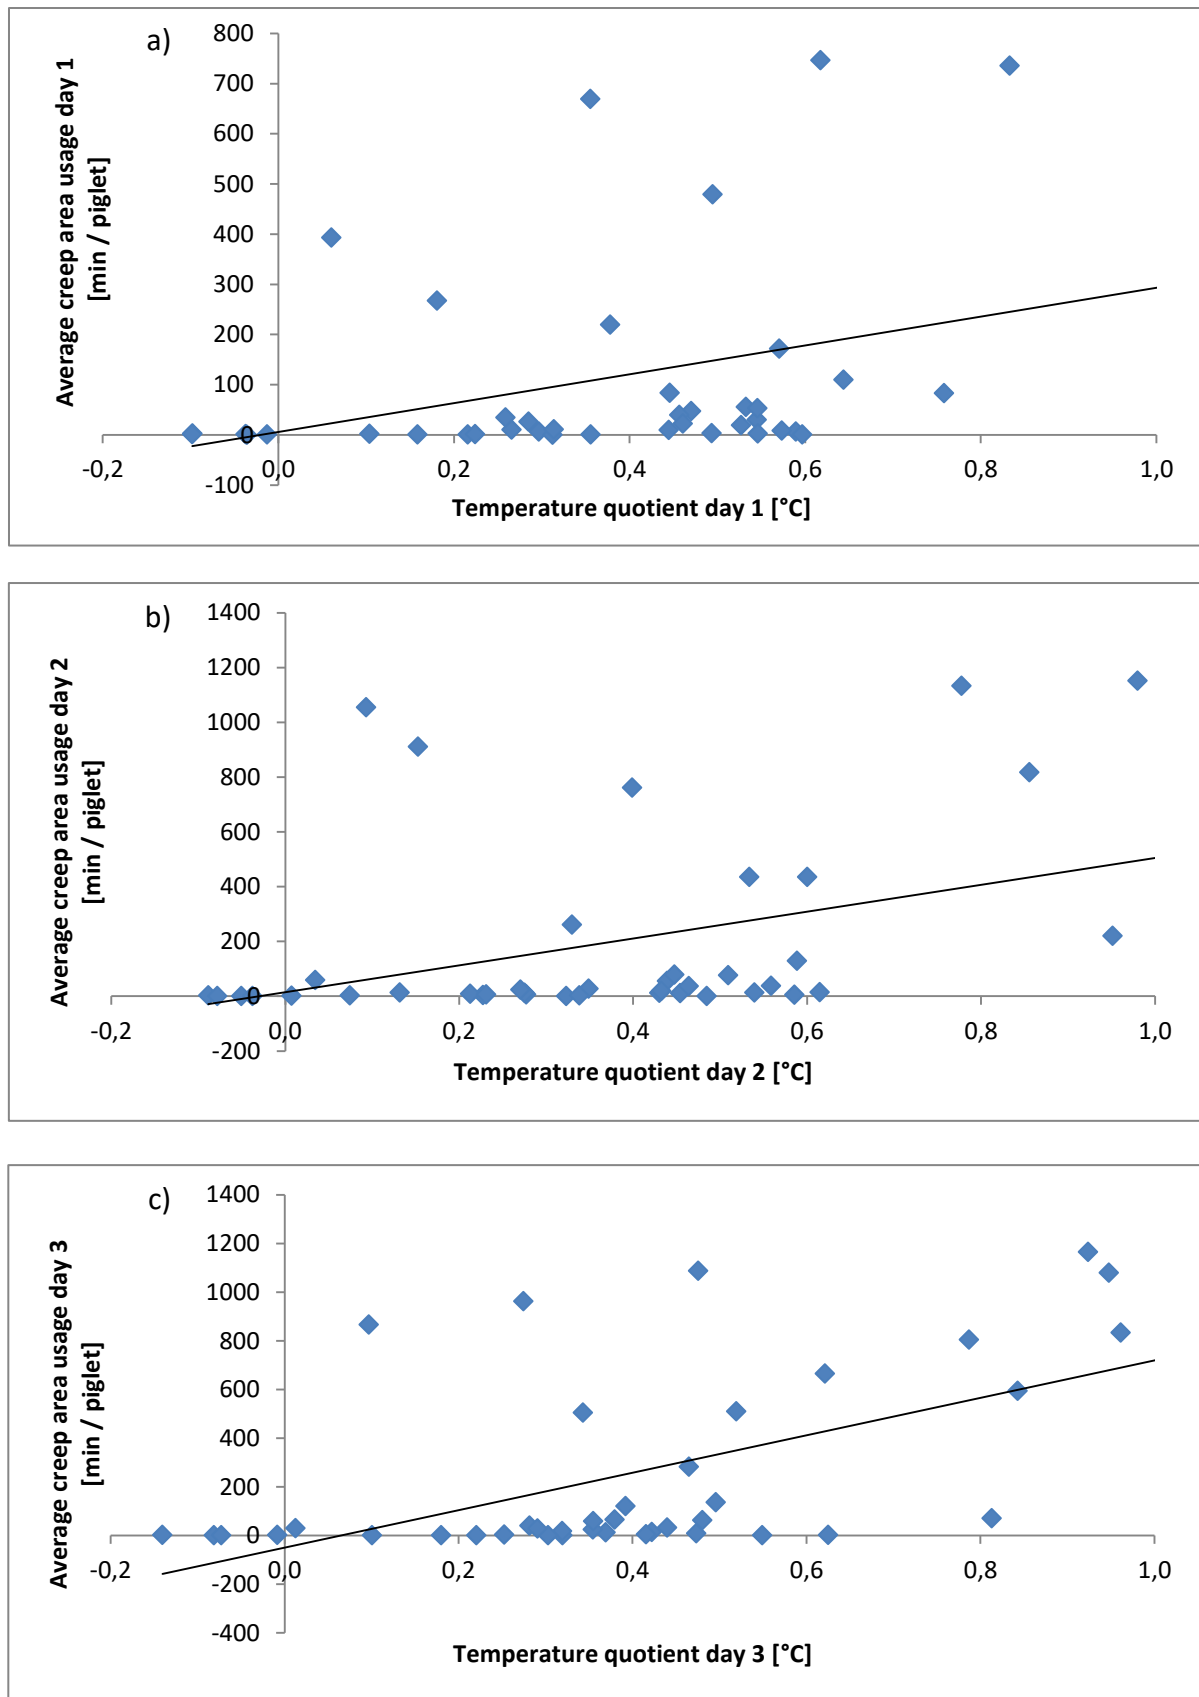 a)
Average creep area usage day 1
[min / piglet]
800
700
600
500
400
300
200
100
0
-100
-0,2 0,0 0,2 0,4 0,6 0,8 1,0
Temperature quotient day 1 [°C]
b)
Average creep area usage day 2
[min / piglet]
1400
1200
1000
800
600
400
200
0
-200
-0,2 0,0 0,2 0,4 0,6 0,8 1,0
Temperature quotient day 2 [°C]
c)
Average creep area usage day 3
[min / piglet]
1400
1200
1000
800
600
400
200
0
-200
-400
-0,2 0,0 0,2 0,4 0,6 0,8 1,0
Temperature quotient day 3 [°C]